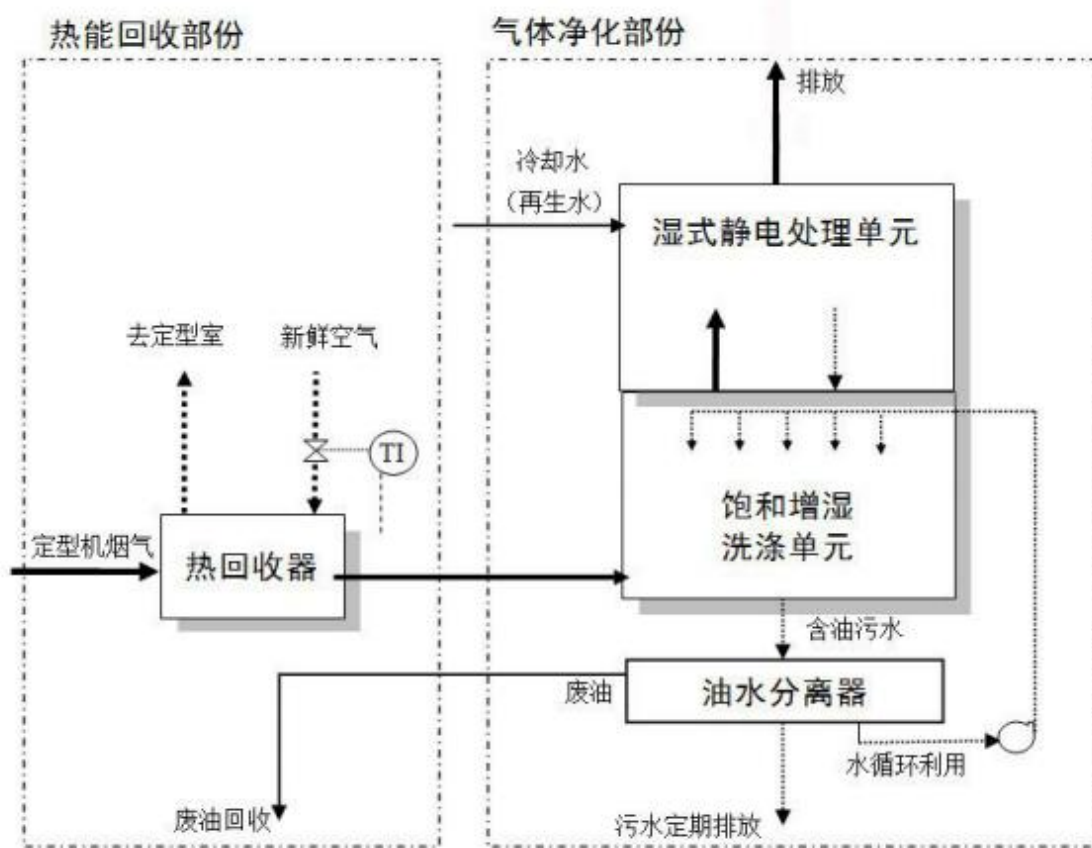 热能回收部份
气体净化部份
排放
冷却水
（再生水）
湿式静电处理单元
去定型室
新鲜空气
TI
饱和增湿
洗涤单元
定型机烟气
热回收器
含油污水
废油
油水分离器
水循环利用
废油回收
污水定期排放